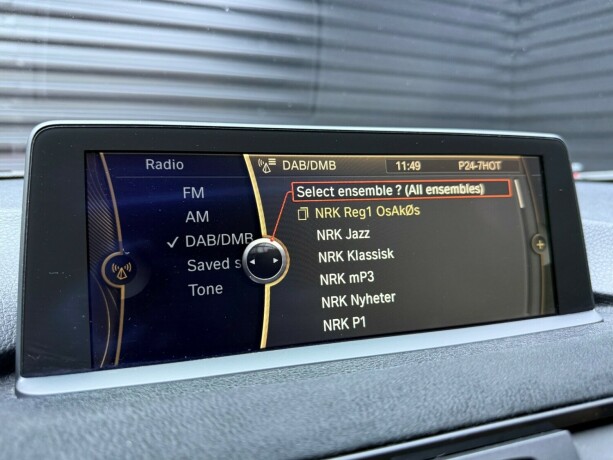 Radio
DAB/DMB
11:49
P24-7HOT
FM
AM
DAB/DMB
Saved s
Tone
Select ensemble ? (All ensembles)
NRK Reg1 OsAkØs
NRK Jazz
NRK Klassisk
NRK mP3
NRK Nyheter
NRK P1